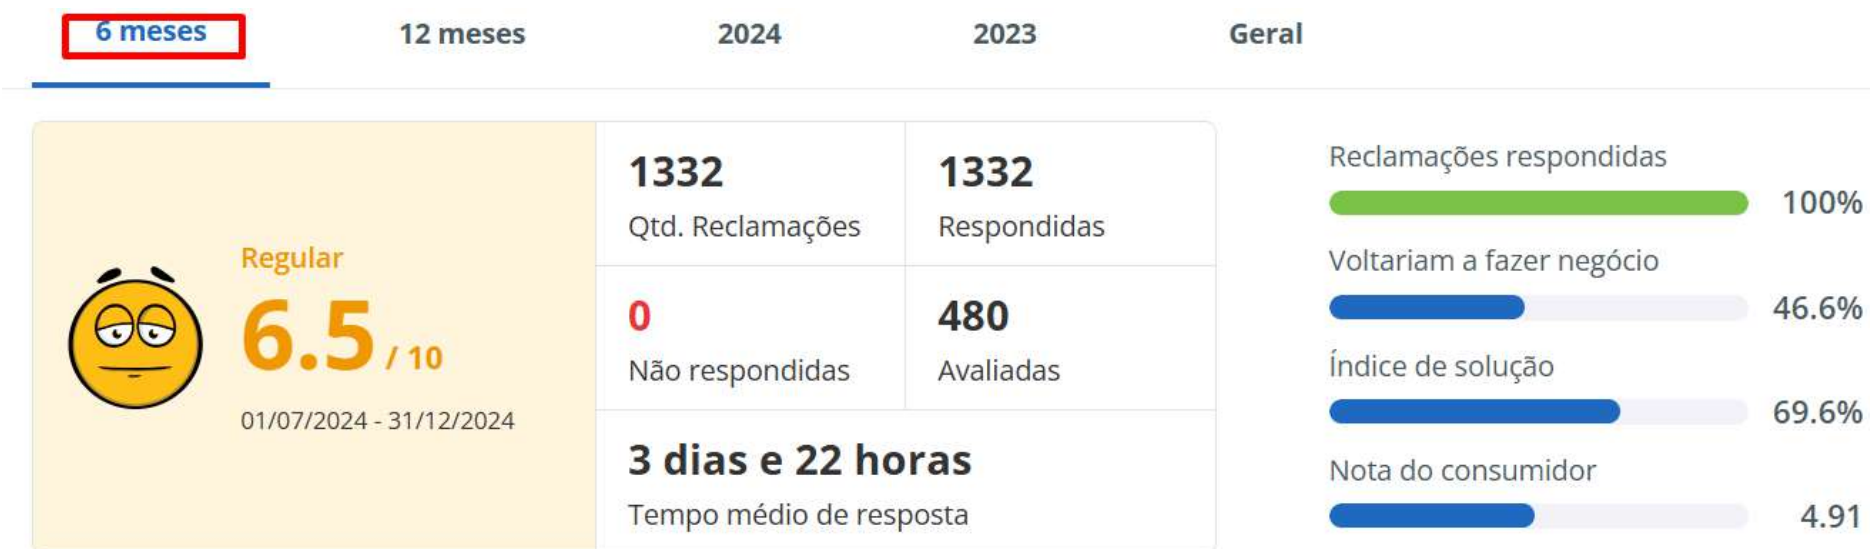 6 meses 12 meses 2024 2023 Geral
Regular
6.5 / 10
01/07/2024 - 31/12/2024
1332
Qtd. Reclamações
1332
Respondidas
0
Não respondidas
480
Avaliadas
3 dias e 22 horas
Tempo médio de resposta
Reclamações respondidas
100%
Voltariam a fazer negócio
46.6%
Índice de solução
69.6%
Nota do consumidor
4.91